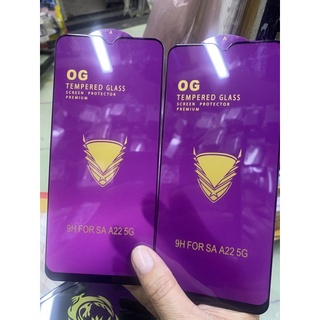 OG
TEMPERED GLASS
SCREEN PROTECTOR
PREMIUM
9H FOR SA A22 5G
OG
TEMPERED GLASS
SCREEN PROTECTOR
PREMIUM
9H FOR SA A22 5G